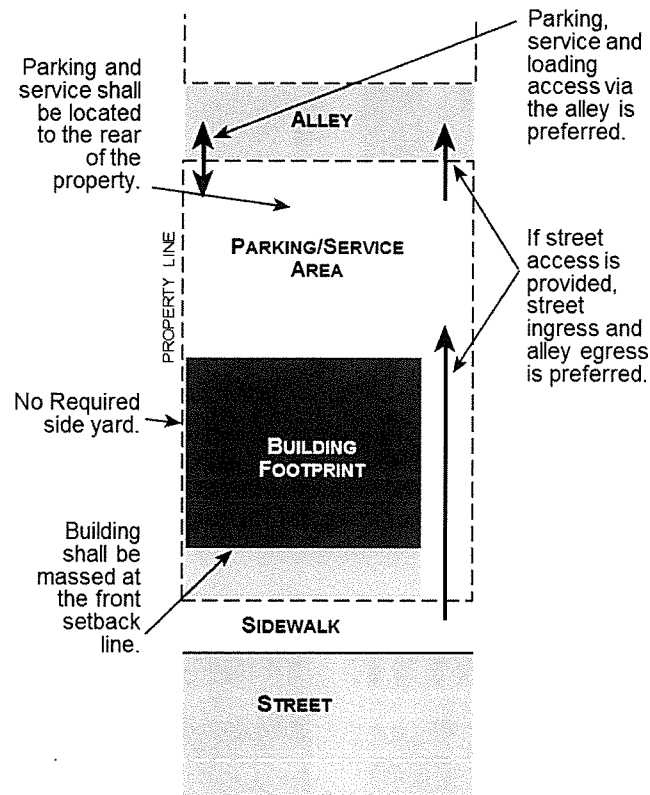 Parking and
service shall
be located
to the rear
of the
property.
ALLEY
Parking,
service and
loading
access via
the alley is
preferred.
PARKING/SERVICE
AREA
PROPERTY LINE
If street
access is
provided,
street
ingress and
alley egress
is preferred.
No Required
side yard.
BUILDING
FOOTPRINT
Building
shall be
massed at
the front
setback
line.
SIDEWALK
STREET